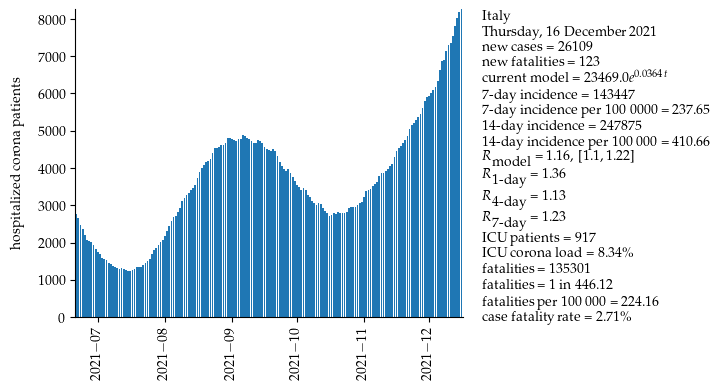 8000
7000
6000
5000
4000
3000
2000
1000
0
hospitalized corona patients
2021−07
2021−08
2021−09
2021−10
2021−11
2021−12
Italy
Thursday, 16 December 2021
new cases = 26109
new fatalities = 123
current model = 23469.0e^0.0364 t
7-day incidence = 143447
7-day incidence per 100 0000 = 237.65
14-day incidence = 247875
14-day incidence per 100 000 = 410.66
R_model = 1.16, [1.1, 1.22]
R_1-day = 1.36
R_4-day = 1.13
R_7-day = 1.23
ICU patients = 917
ICU corona load = 8.34%
fatalities = 135301
fatalities = 1 in 446.12
fatalities per 100 000 = 224.16
case fatality rate = 2.71%